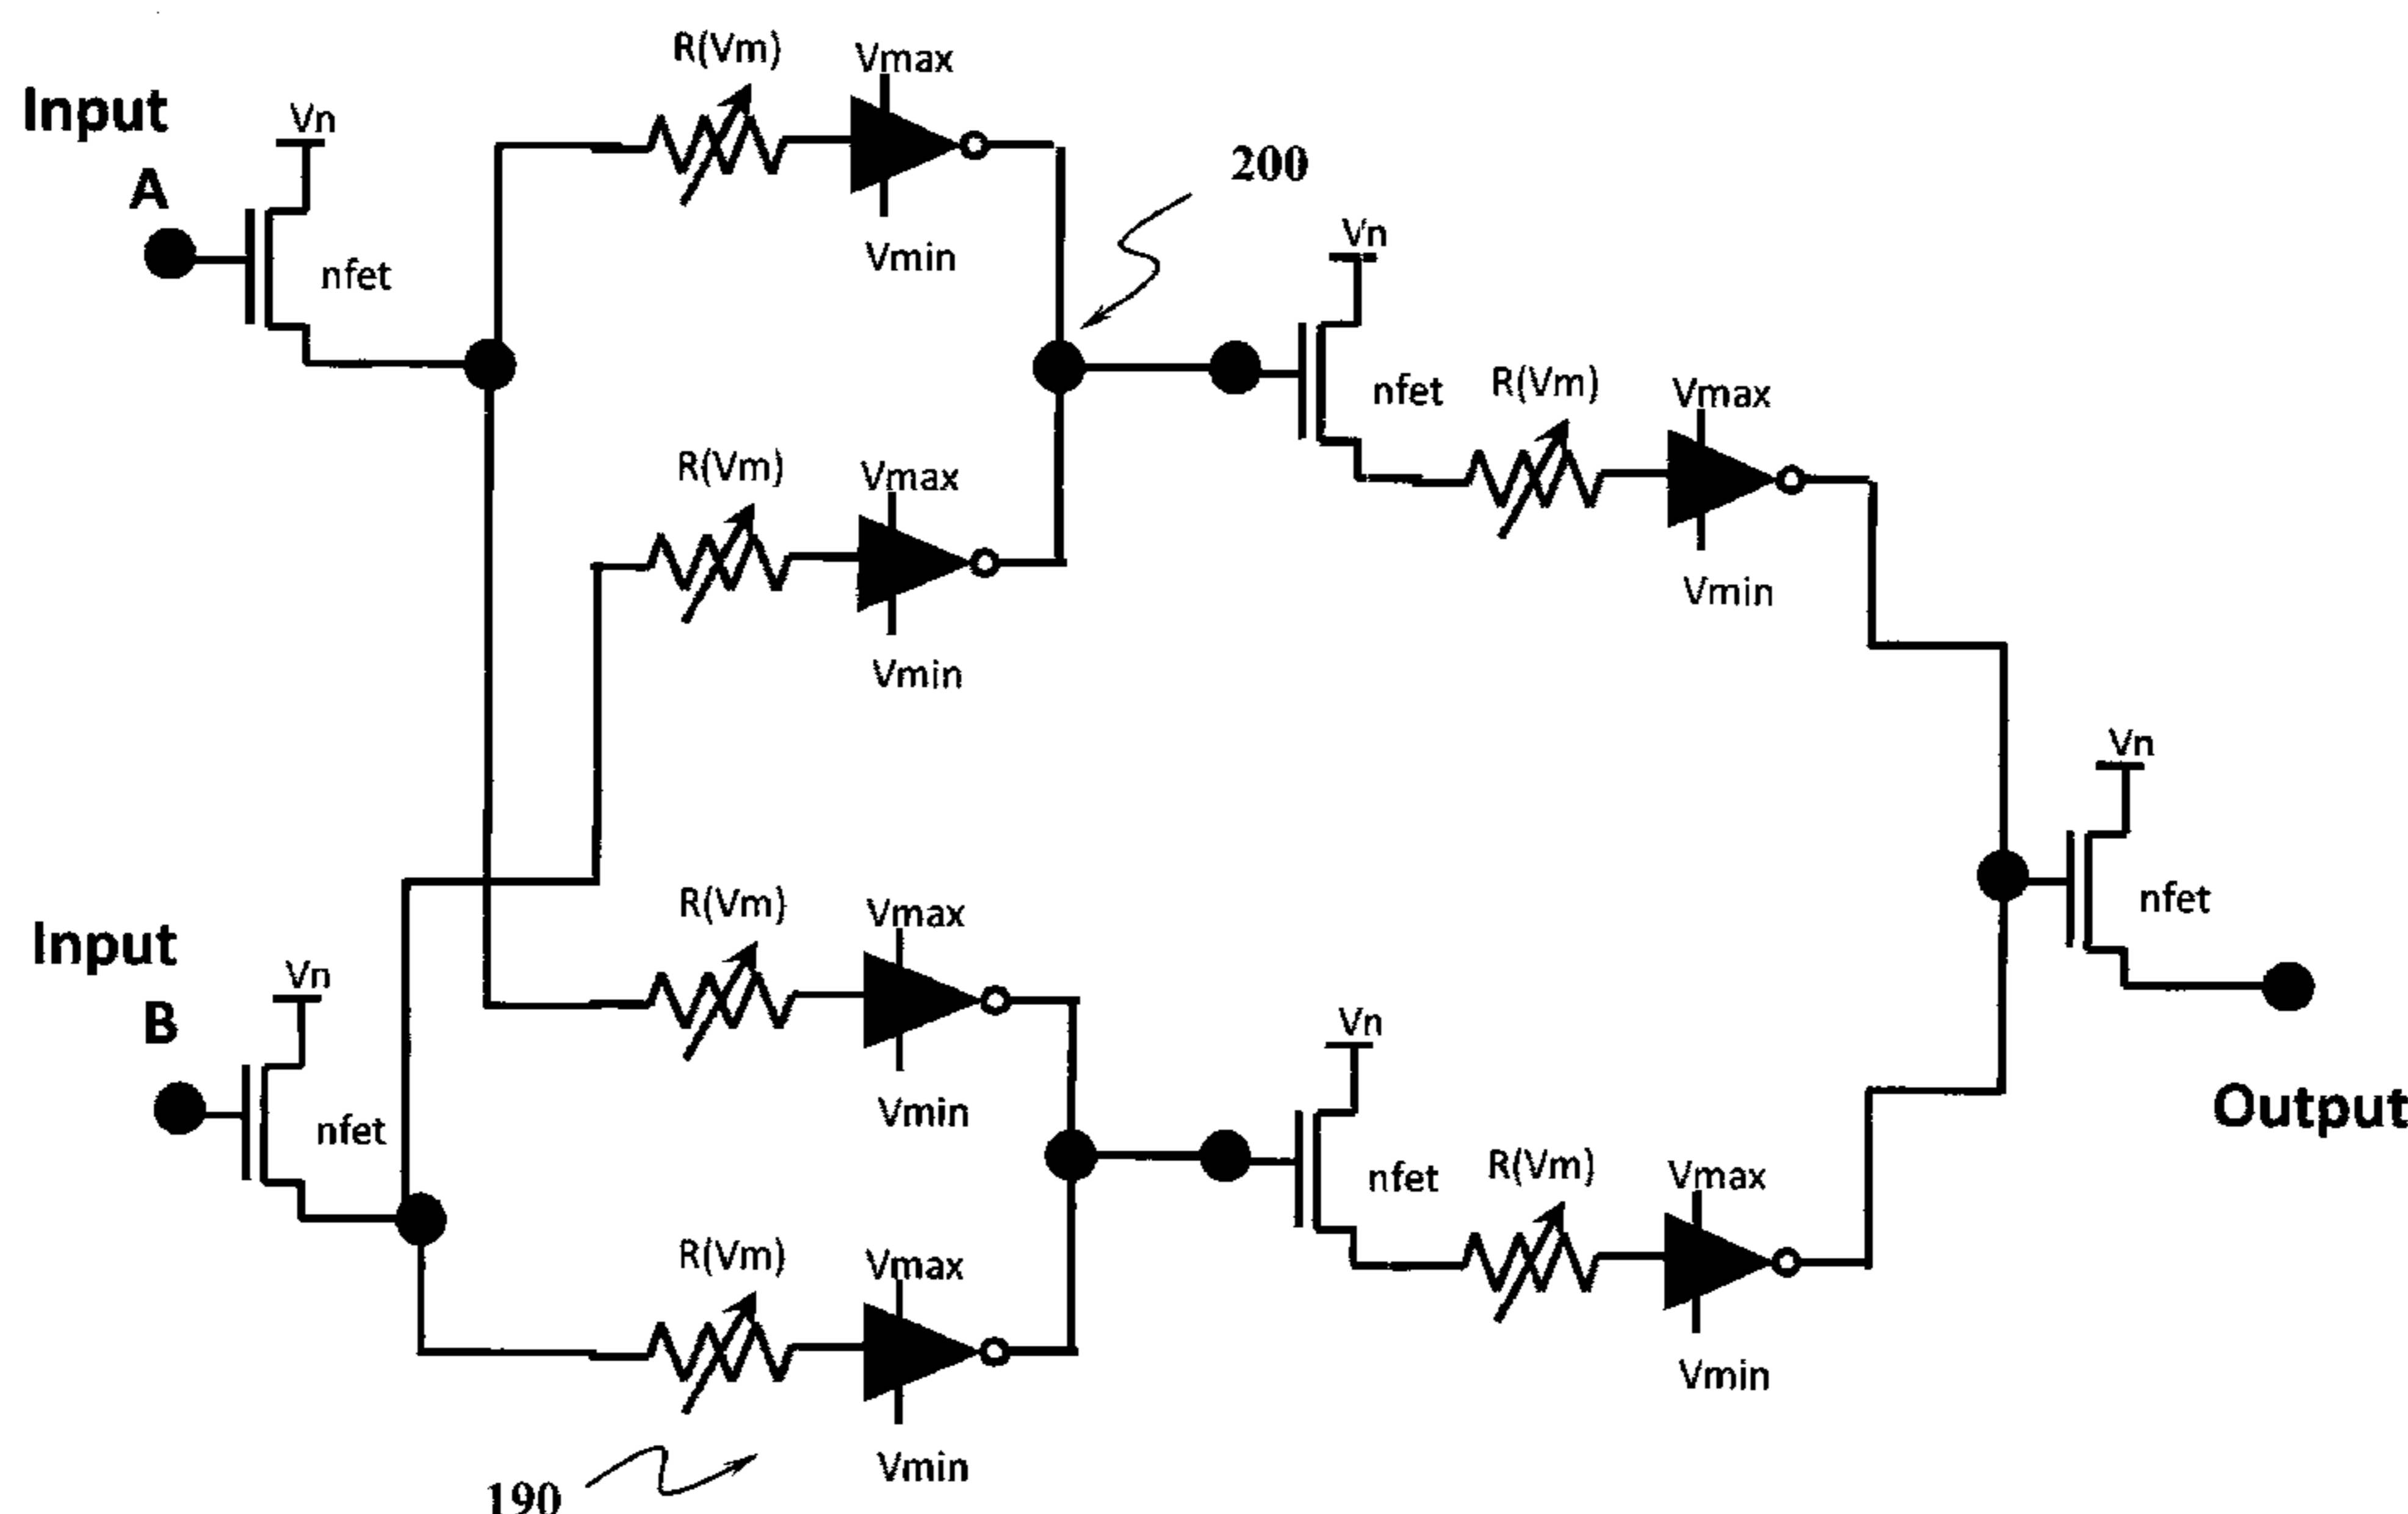 R(Vm)
Vmax
Input
A
Vn
nfet
Vmin
200
Vn
nfet
R(Vm)
Vmax
Vmin
R(Vm)
Vmax
Vmin
Vn
nfet
Output
Input
B
Vn
nfet
R(Vm)
Vmax
Vmin
Vn
nfet
R(Vm)
Vmax
Vmin
R(Vm)
Vmax
Vmin
190